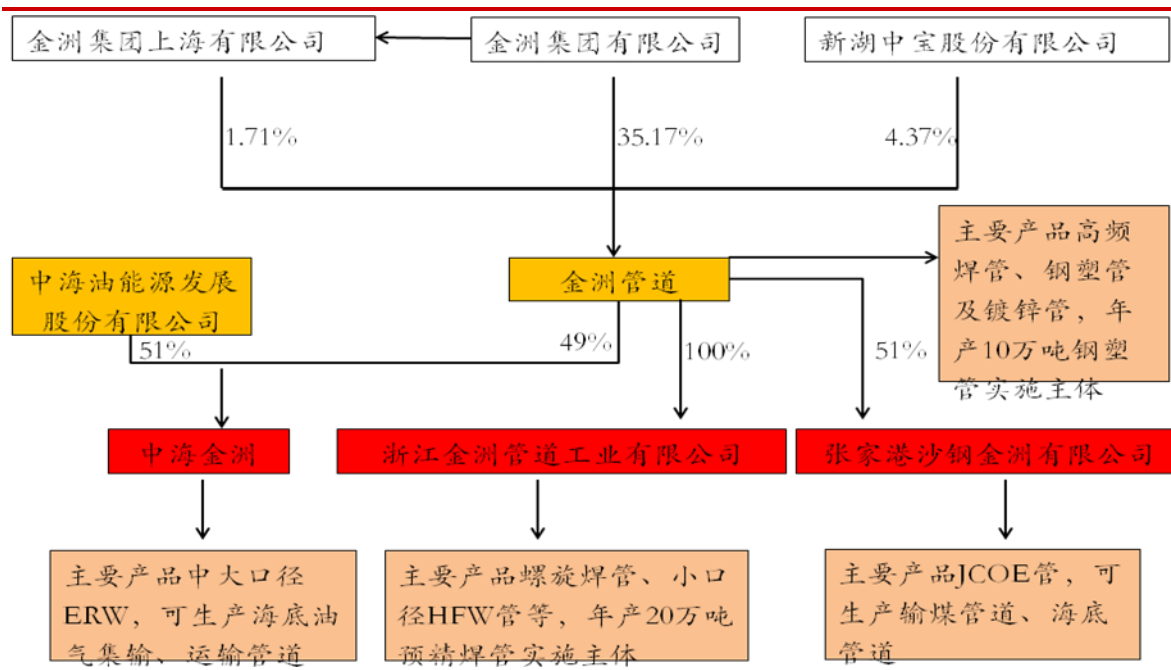 金洲集团上海有限公司
金洲集团有限公司
新湖中宝股份有限公司
1.71%
35.17%
4.37%
主要产品高频
焊管、钢塑管
及镀锌管，年
产10万吨钢塑
管实施主体
中海油能源发展
股份有限公司
金洲管道
51%
49%
100%
51%
中海金洲
浙江金洲管道工业有限公司
张家港沙钢金洲有限公司
主要产品中大口径
ERW，可生产海底油
气集输、运输管道
主要产品螺旋焊管、小口
径HFW管等，年产20万吨
预精焊管实施主体
主要产品JCOE管，可
生产输煤管道、海底
管道